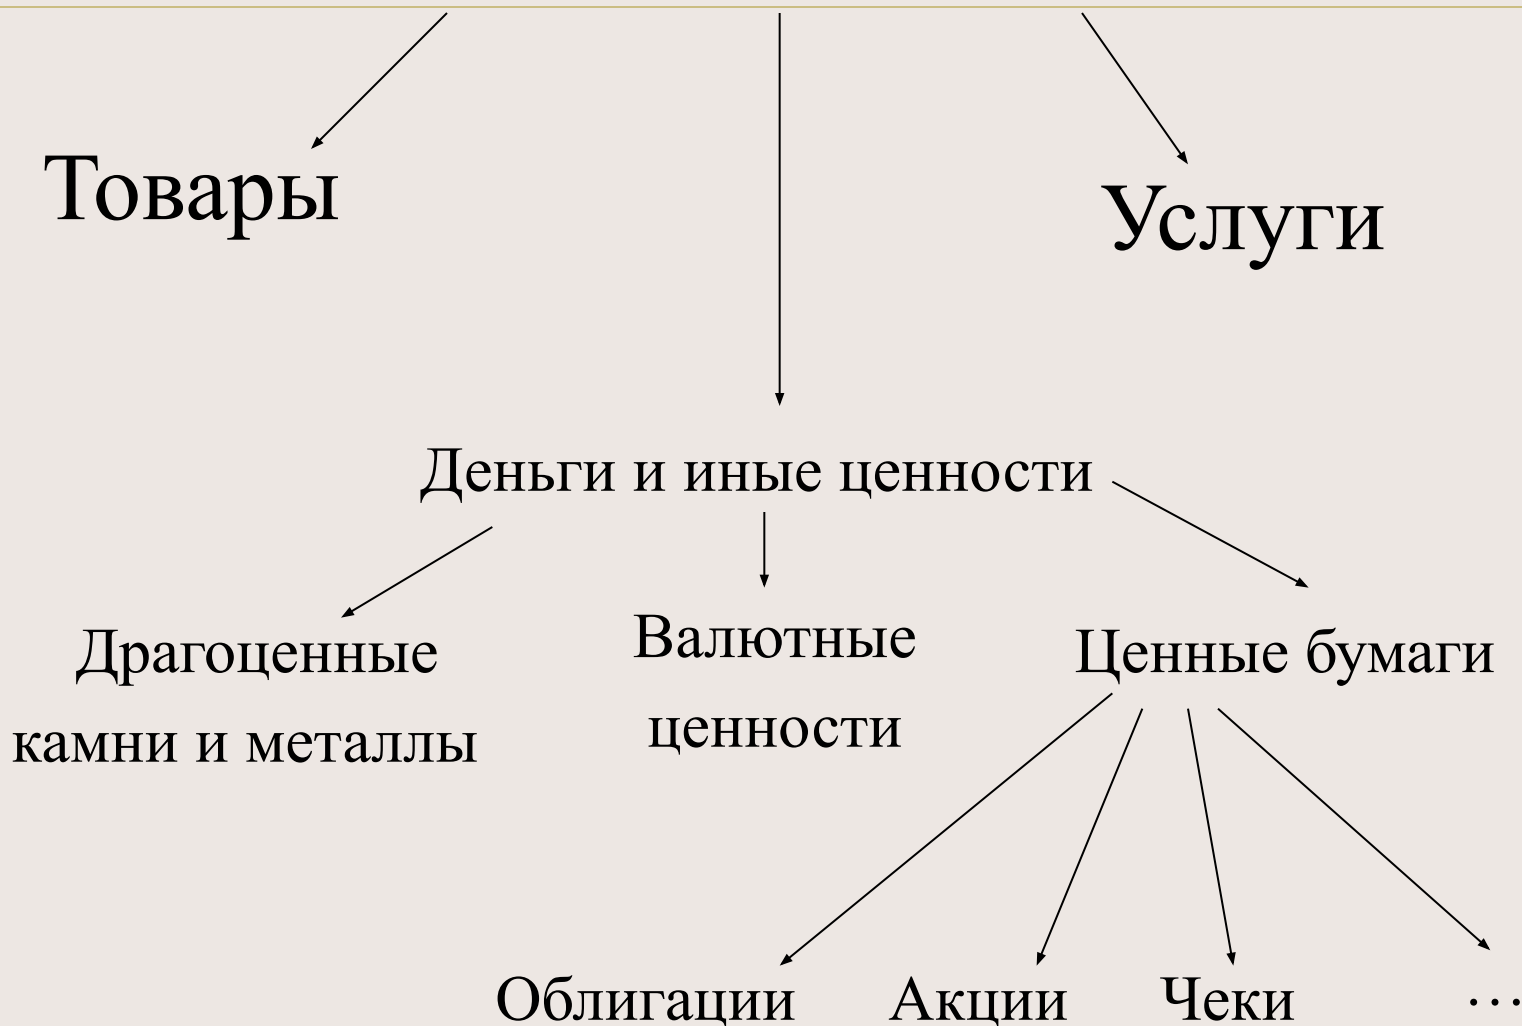 Товары
Услуги
Деньги и иные ценности
Драгоценные
камни и металлы
Валютные
ценности
Ценные бумаги
Облигации
Акции
Чеки
…